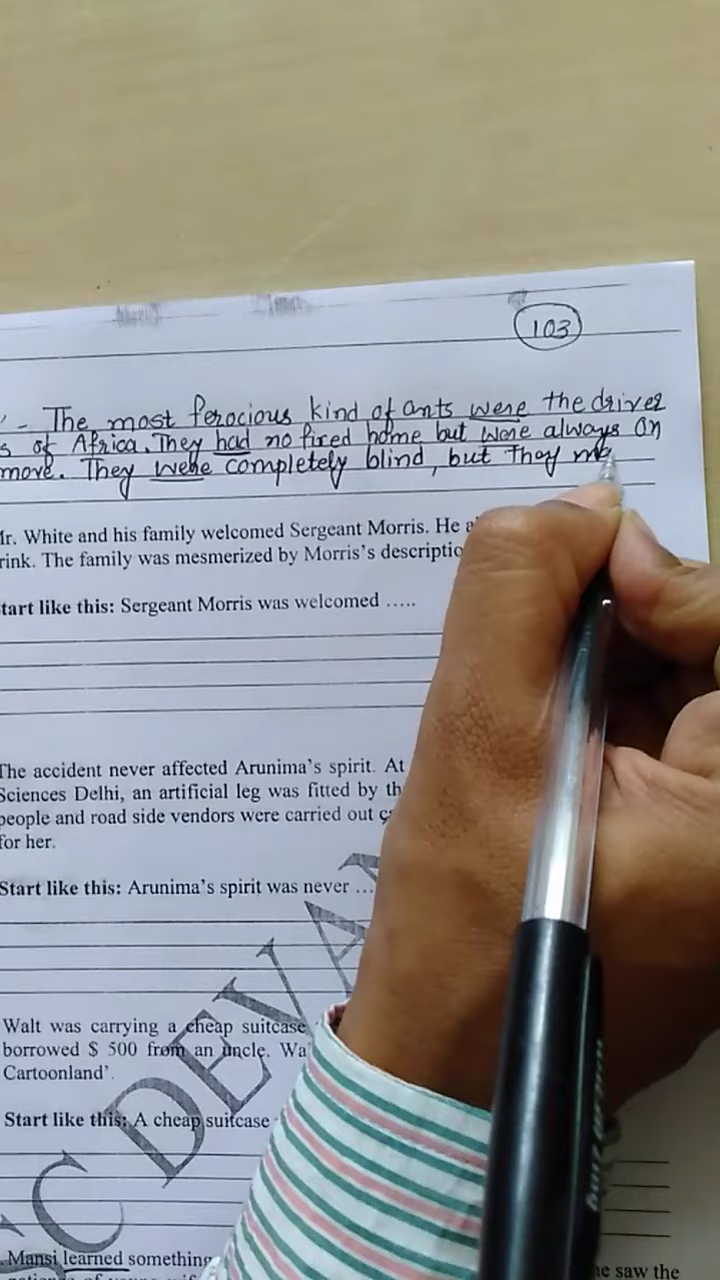 103
- The most ferocious kind of ants were the driver
s of Africa. They had no fixed home but were always on
move. They were completely blind, but they ma
Mr. White and his family welcomed Sergeant Morris. He a
rink. The family was mesmerized by Morris's descriptio
tart like this: Sergeant Morris was welcomed .....
The accident never affected Arunima's spirit. At
Sciences Delhi, an artificial leg was fitted by th
people and road side vendors were carried out
for her.
Start like this: Arunima's spirit was never ...
Walt was carrying a cheap suitcase
borrowed $ 500 from an uncle. Wa
Cartoonland'.
Start like this: A cheap suitcase
C DEVA
. Mansi learned something
e saw the